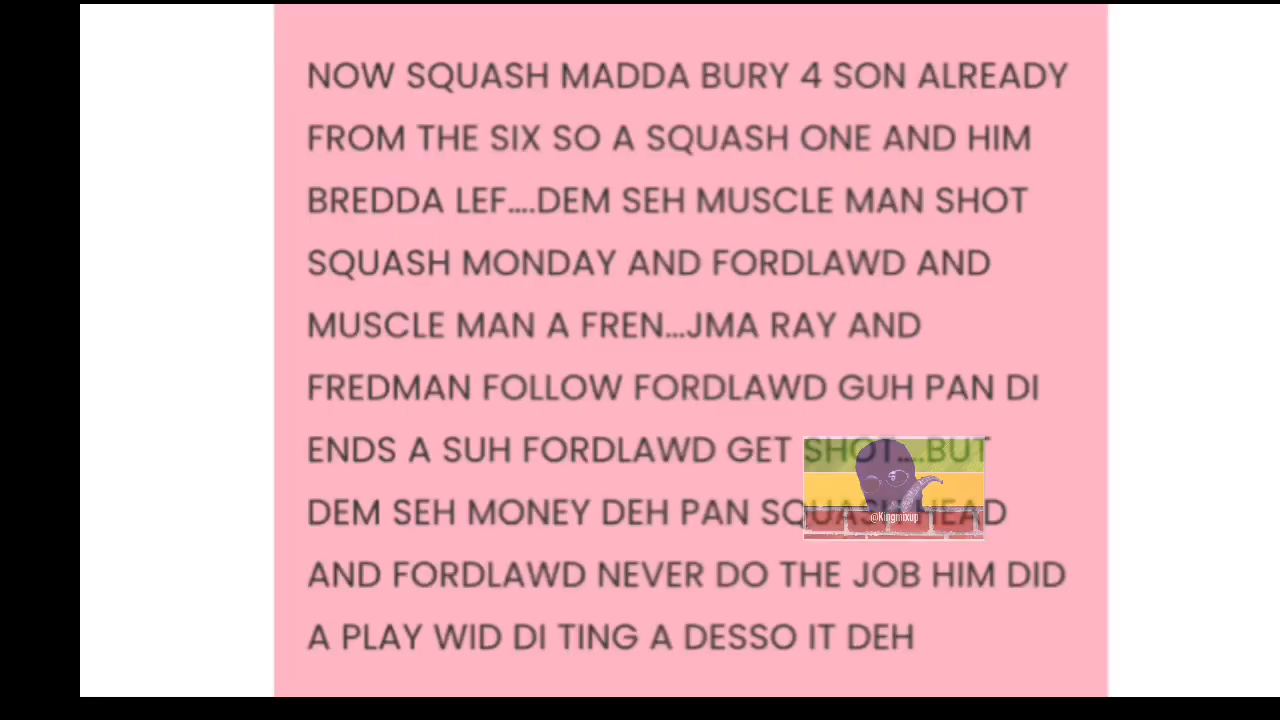 NOW SQUASH MADDA BURY 4 SON ALREADY
FROM THE SIX SO A SQUASH ONE AND HIM
BREDDA LEF....DEM SEH MUSCLE MAN SHOT
SQUASH MONDAY AND FORDLAWD AND
MUSCLE MAN A FREN...JMA RAY AND
FREDMAN FOLLOW FORDLAWD GUH PAN DI
ENDS A SUH FORDLAWD GET SHOT....BUT
DEM SEH MONEY DEH PAN SQUASH HEAD
@Kingmixup
AND FORDLAWD NEVER DO THE JOB HIM DID
A PLAY WID DI TING A DESSO IT DEH